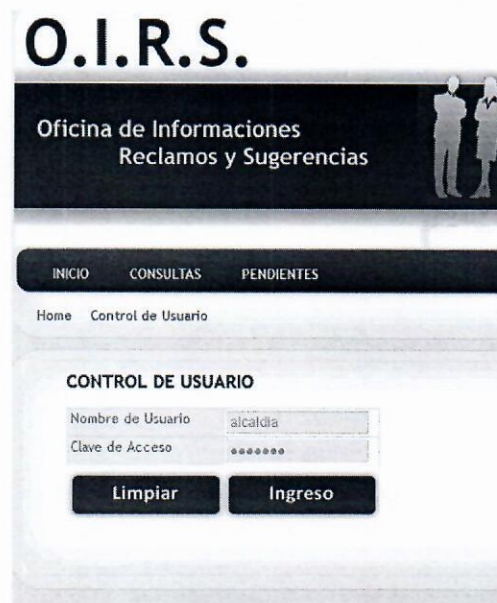 O.I.R.S.
Oficina de Informaciones
Reclamos y Sugerencias
INICIO CONSULTAS PENDIENTES
Home Control de Usuario
CONTROL DE USUARIO
Nombre de Usuario alcaldia
Clave de Acceso •••••••
Limpiar Ingreso